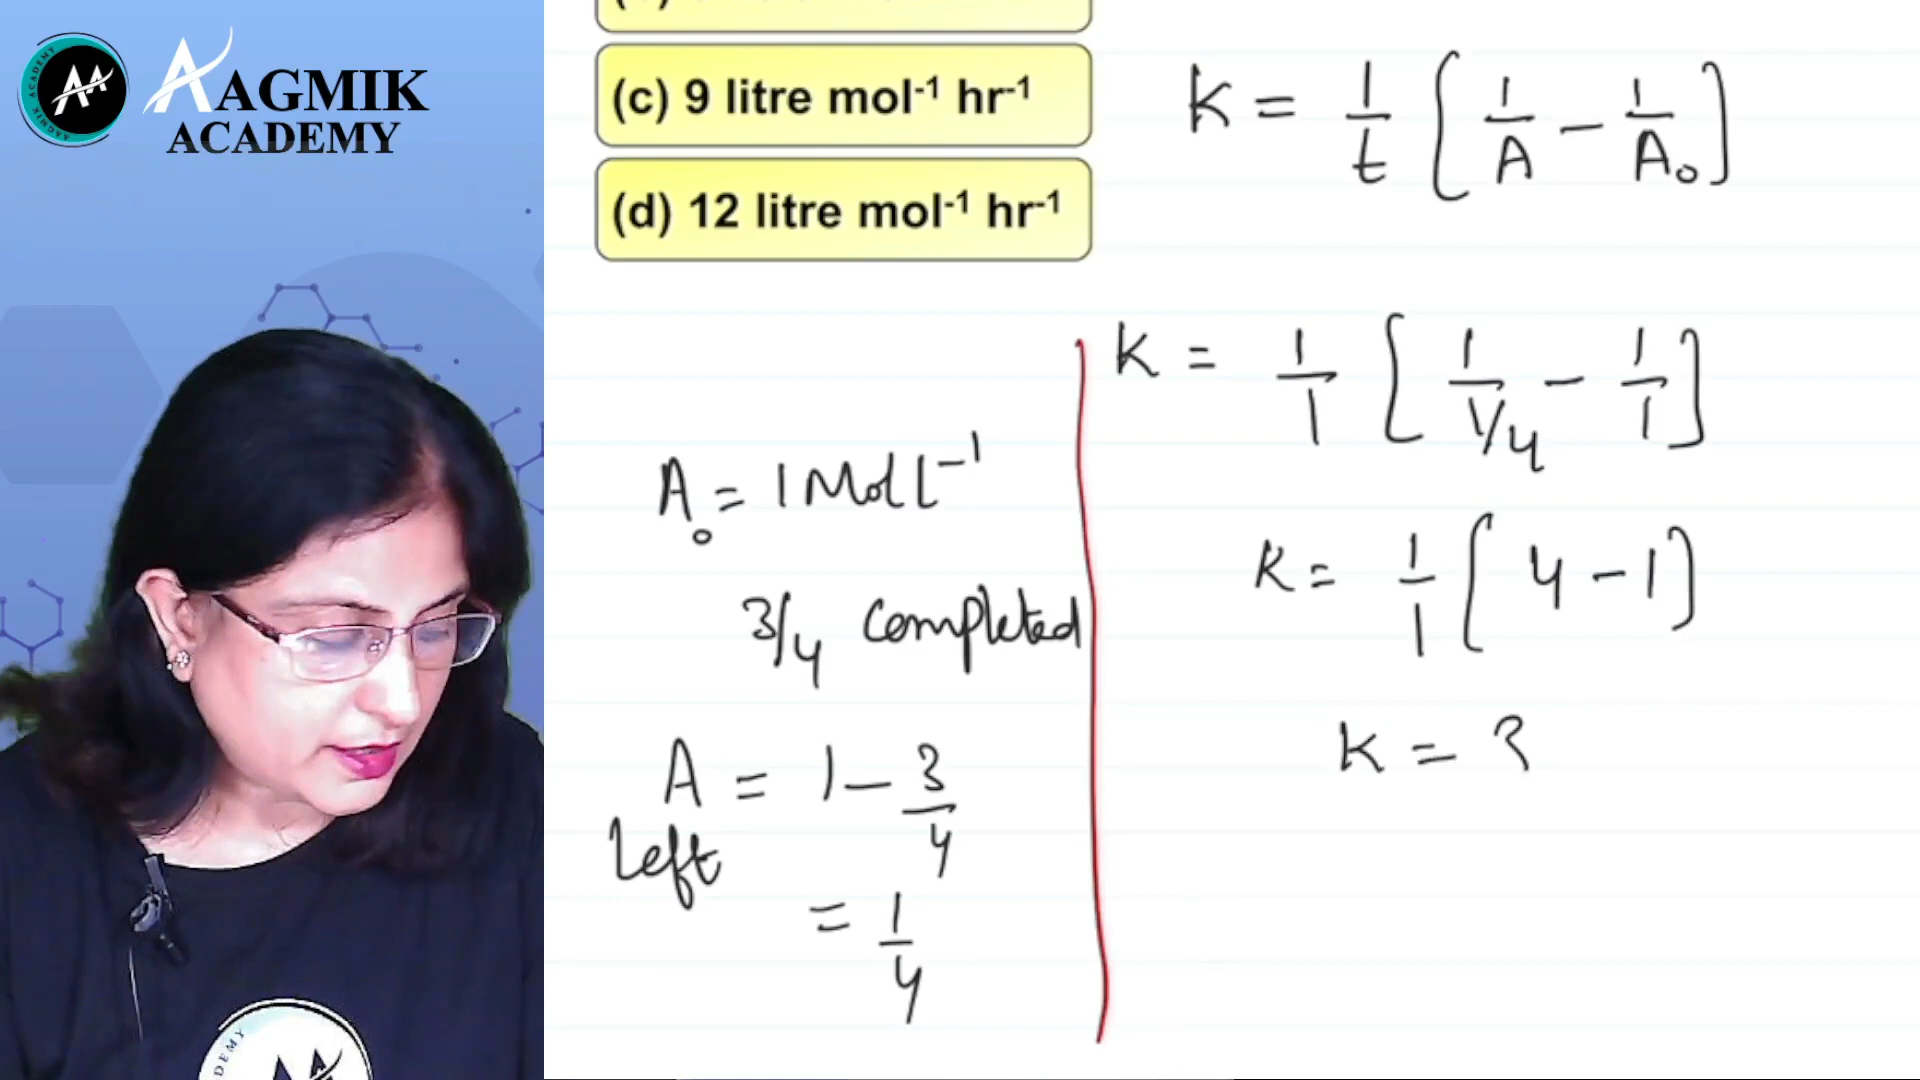 AAGMIK
ACADEMY
(c) 9 litre mol⁻¹ hr⁻¹
(d) 12 litre mol⁻¹ hr⁻¹
K = 1/t [1/A - 1/A₀]
K = 1/1 [1/1/4 - 1/1]
A₀ = 1 Mol L⁻¹
K = 1/1 [4 - 1]
3/4 completed
A left = 1 - 3/4
= 1/4
K = 3